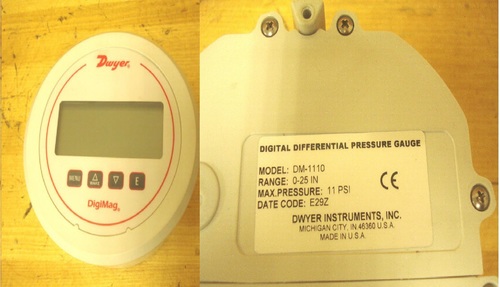 Dwyer®
MENU
WAKE
E
DigiMag®
DIGITAL DIFFERENTIAL PRESSURE GAUGE
MODEL: DM-1110
RANGE: 0-25 IN
MAX.PRESSURE: 11 PSI
DATE CODE: E29Z
CE
DWYER INSTRUMENTS, INC.
MICHIGAN CITY, IN.46360 U.S.A.
MADE IN U.S.A.